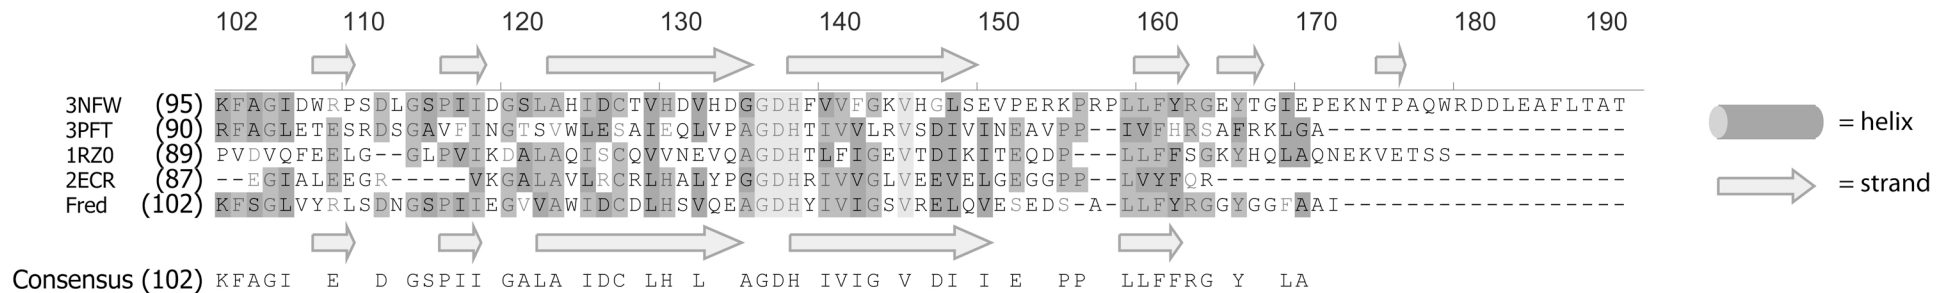 102 110 120 130 140 150 160 170 180 190
3NFW (95) KFAGIDWRPSDLGSPIIDGSLAHIDCTVHDVHDGGDHFVVFGKVHGLSEVPERKPRPLLFYRGEYTGIEPEKNTPAQWRDDLEAFLTAT
3PFT (90) RFAGLETESRDSGAVFINGTSVWLESAIEQLVPAGDHTIVVLRVSDIVINEAVPP--IVFHRSAFRKLGA-------------------
1RZ0 (89) PVDVQFEELG--GLPVIKDALAQISCQVVNEVQAGDHTLFIGEVTDIKITEQDP---LLFFSGKYHQLAQNEKVETSS-----------
2ECR (87) --EGIALEEGR-----VKGALAVLRCRLHALYPGGDHRIVVGLVEEVELGEGGPP--LVYFQR--------------------------
Fred (102) KFSGLVYRLSDNGSPIIEGVVAWIDCDLHSVQEAGDHYIVIGSVRELQVESEDS-A-LLFYRGGYGGFAAI------------------
Consensus (102) KFAGI E D GSPII GALA IDC LH L AGDH IVIG V DI I E PP LLFFRG Y LA
= helix
= strand